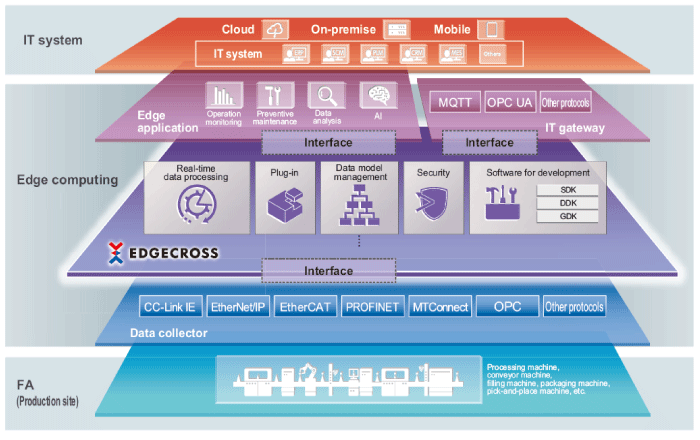 IT system
Cloud
On-premise
Mobile
IT system
ERP
SCM
PLM
CRM
MES
Others
Edge computing
Edge
application
Operation
monitoring
Preventive
maintenance
Data
analysis
AI
MQTT
OPC UA
Other protocols
IT gateway
Interface
Interface
Real-time
data processing
Plug-in
Data model
management
Security
Software for development
SDK
DDK
GDK
EDGECROSS
Interface
CC-Link IE
EtherNet/IP
EtherCAT
PROFINET
MTConnect
OPC
Other protocols
Data collector
FA
(Production site)
Processing machine,
conveyor machine,
filling machine, packaging machine,
pick-and-place machine, etc.